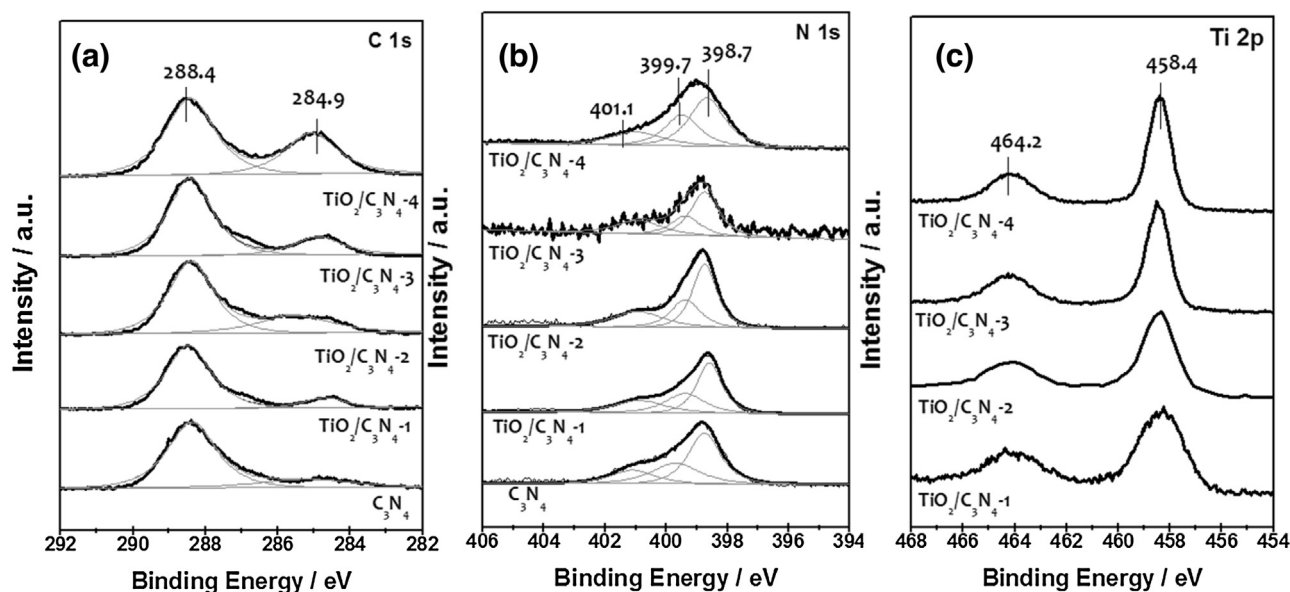 (a)
C 1s
288.4
284.9
TiO₂/C₃N₄-4
TiO₂/C₃N₄-3
TiO₂/C₃N₄-2
TiO₂/C₃N₄-1
C₃N₄
Intensity / a.u.
292 290 288 286 284 282
Binding Energy / eV
(b)
N 1s
399.7
398.7
401.1
TiO₂/C₃N₄-4
TiO₂/C₃N₄-3
TiO₂/C₃N₄-2
TiO₂/C₃N₄-1
C₃N₄
Intensity / a.u.
406 404 402 400 398 396 394
Binding Energy / eV
(c)
Ti 2p
458.4
464.2
TiO₂/C₃N₄-4
TiO₂/C₃N₄-3
TiO₂/C₃N₄-2
TiO₂/C₃N₄-1
Intensity / a.u.
468 466 464 462 460 458 456 454
Binding Energy / eV